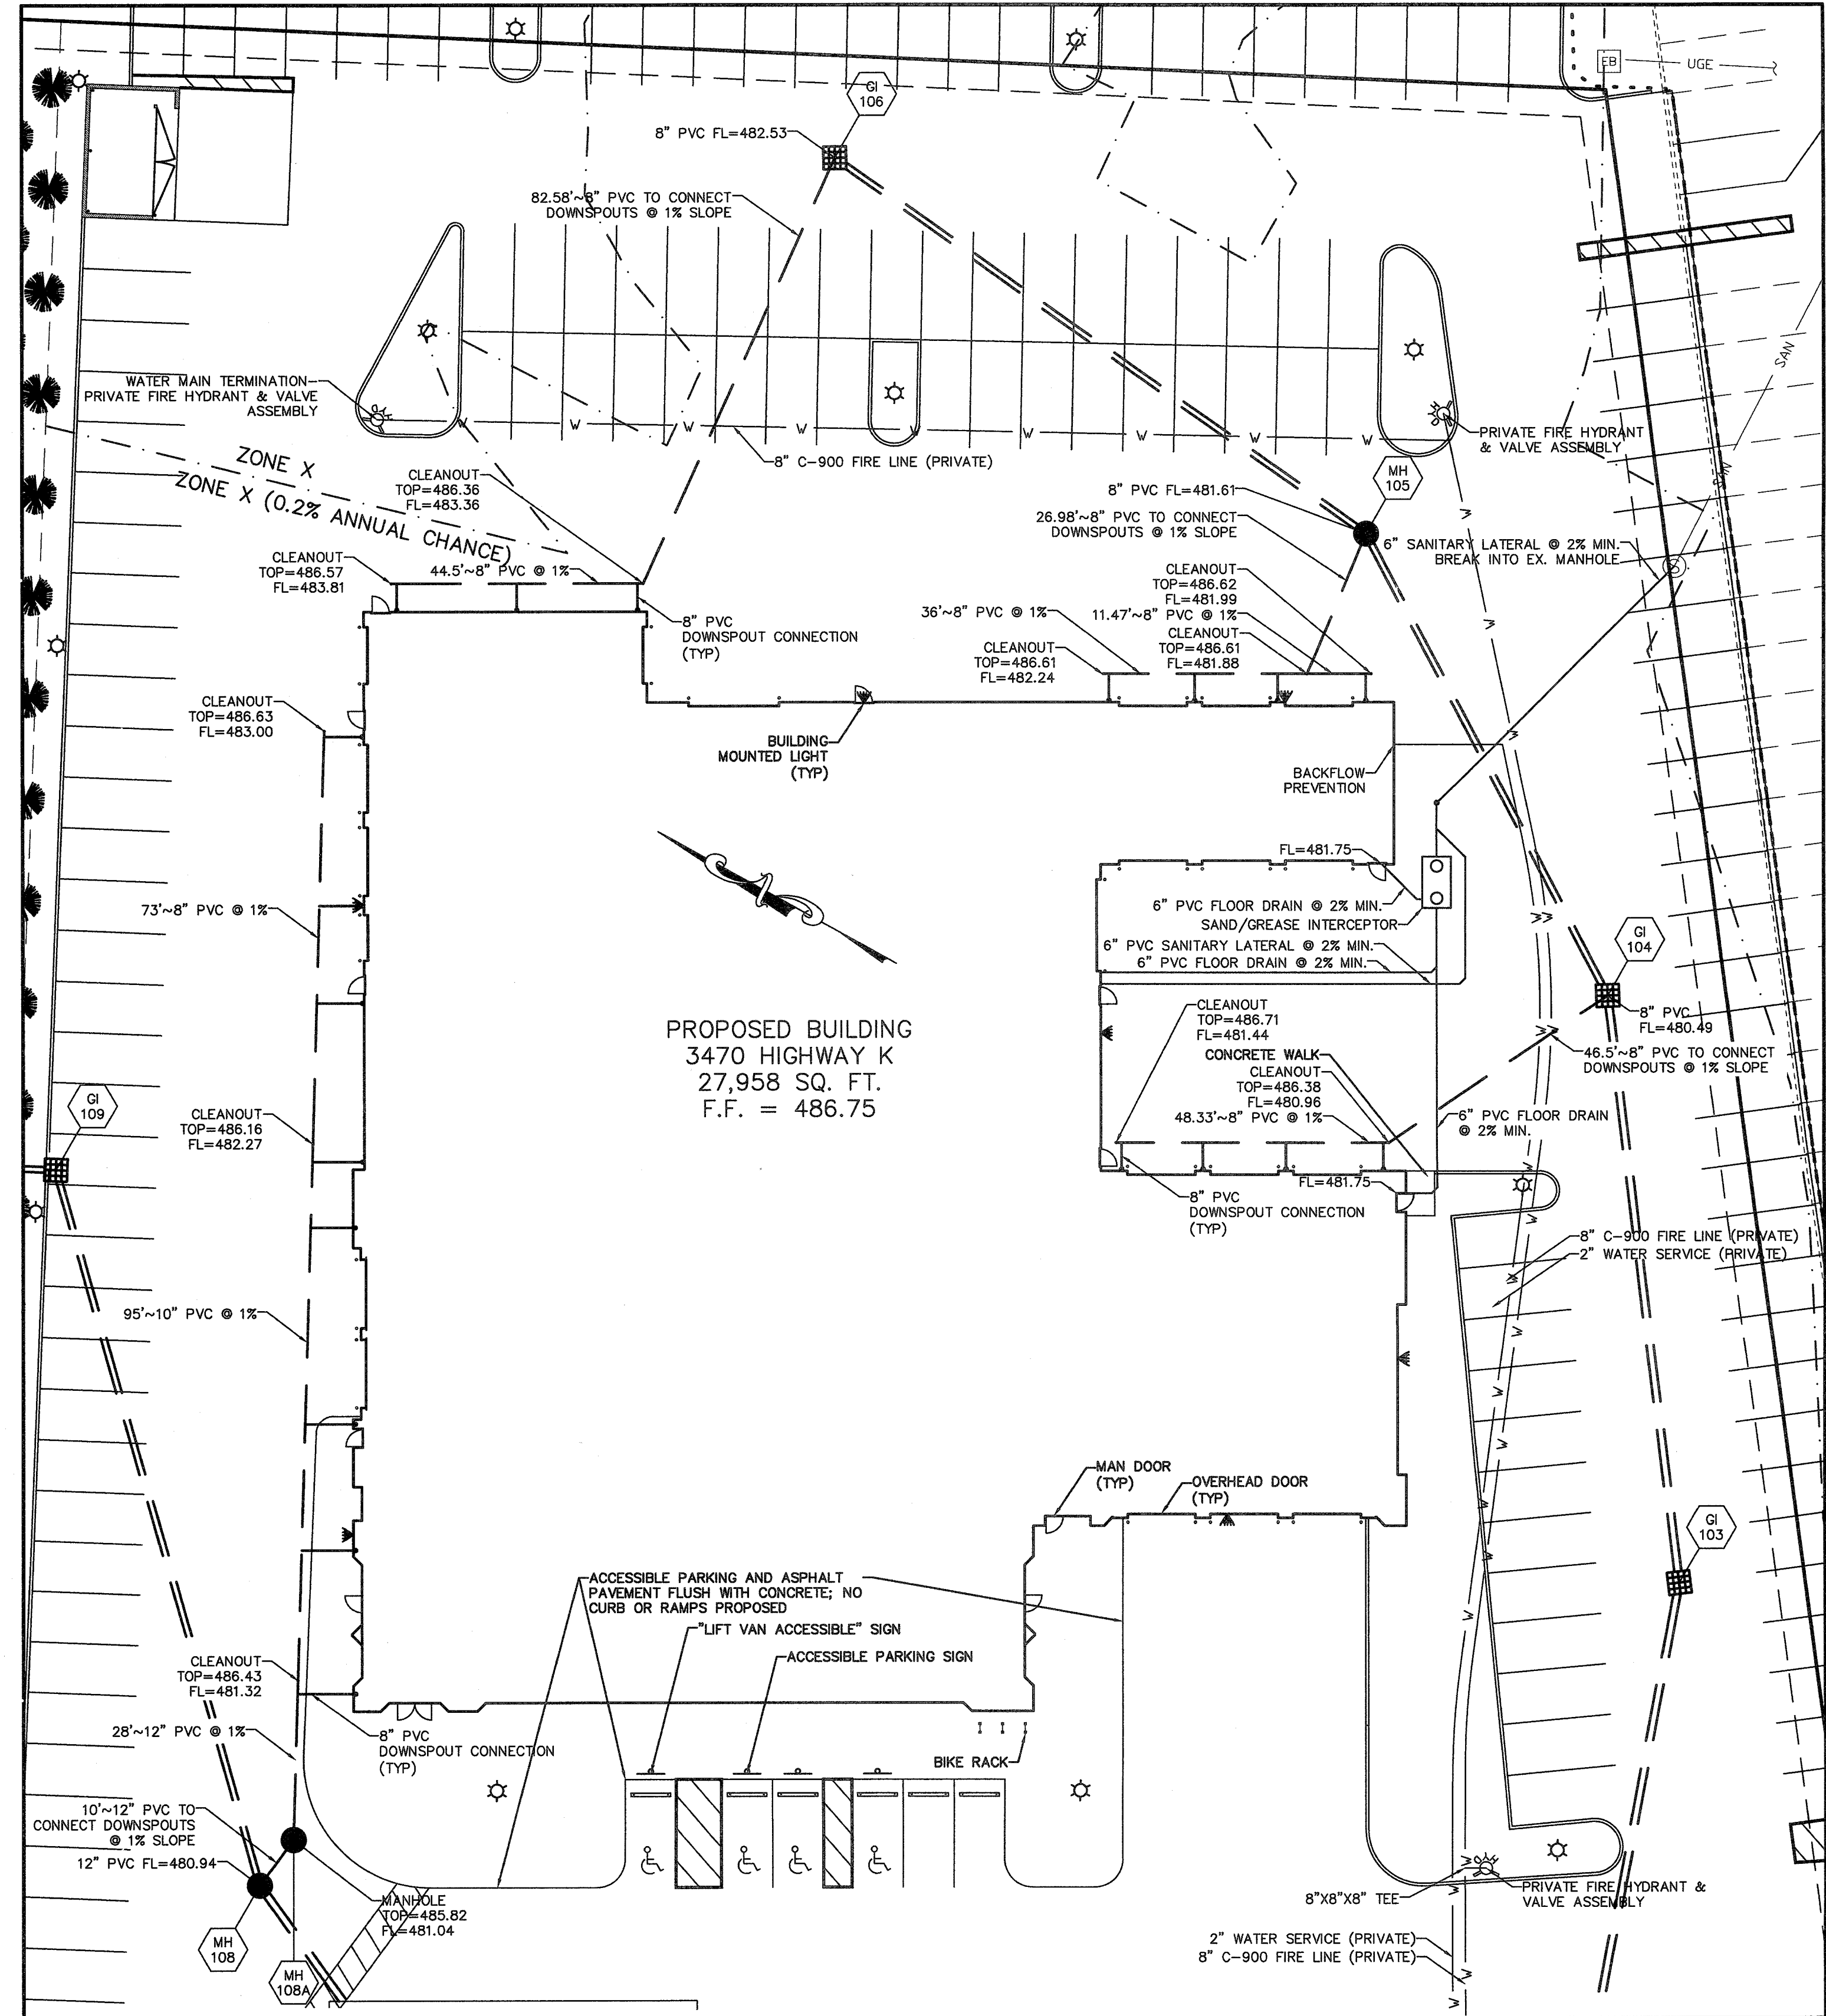 EB
UGE
GI
106
8" PVC FL=482.53
82.58'~8" PVC TO CONNECT
DOWNSPOUTS @ 1% SLOPE
SAN
WATER MAIN TERMINATION-
PRIVATE FIRE HYDRANT & VALVE
ASSEMBLY
W W W W W W W W
PRIVATE FIRE HYDRANT
& VALVE ASSEMBLY
8" C-900 FIRE LINE (PRIVATE)
ZONE X
ZONE X (0.2% ANNUAL CHANCE)
CLEANOUT
TOP=486.36
FL=483.36
MH
105
8" PVC FL=481.61
26.98'~8" PVC TO CONNECT
DOWNSPOUTS @ 1% SLOPE
6" SANITARY LATERAL @ 2% MIN.
BREAK INTO EX. MANHOLE
S
CLEANOUT
TOP=486.57
FL=483.81
44.5'~8" PVC @ 1%
CLEANOUT
TOP=486.62
FL=481.99
36'~8" PVC @ 1%
11.47'~8" PVC @ 1%
8" PVC
DOWNSPOUT CONNECTION
(TYP)
CLEANOUT
TOP=486.61
FL=482.24
CLEANOUT
TOP=486.61
FL=481.88
CLEANOUT
TOP=486.63
FL=483.00
BUILDING
MOUNTED LIGHT
(TYP)
BACKFLOW
PREVENTION
FL=481.75
73'~8" PVC @ 1%
6" PVC FLOOR DRAIN @ 2% MIN.
SAND/GREASE INTERCEPTOR
6" PVC SANITARY LATERAL @ 2% MIN.
6" PVC FLOOR DRAIN @ 2% MIN.
GI
104
8" PVC
FL=480.49
CLEANOUT
TOP=486.71
FL=481.44
CONCRETE WALK
CLEANOUT
TOP=486.38
FL=480.96
48.33'~8" PVC @ 1%
46.5'~8" PVC TO CONNECT
DOWNSPOUTS @ 1% SLOPE
PROPOSED BUILDING
3470 HIGHWAY K
27,958 SQ. FT.
F.F. = 486.75
GI
109
CLEANOUT
TOP=486.16
FL=482.27
6" PVC FLOOR DRAIN
@ 2% MIN.
FL=481.75
8" PVC
DOWNSPOUT CONNECTION
(TYP)
8" C-900 FIRE LINE (PRIVATE)
2" WATER SERVICE (PRIVATE)
95'~10" PVC @ 1%
MAN DOOR
(TYP)
OVERHEAD DOOR
(TYP)
GI
103
ACCESSIBLE PARKING AND ASPHALT
PAVEMENT FLUSH WITH CONCRETE; NO
CURB OR RAMPS PROPOSED
"LIFT VAN ACCESSIBLE" SIGN
ACCESSIBLE PARKING SIGN
CLEANOUT
TOP=486.43
FL=481.32
28'~12" PVC @ 1%
8" PVC
DOWNSPOUT CONNECTION
(TYP)
BIKE RACK
10'~12" PVC TO
CONNECT DOWNSPOUTS
@ 1% SLOPE
12" PVC FL=480.94
MANHOLE
TOP=485.82
FL=481.04
MH
108
MH
108A
8"X8"X8" TEE
PRIVATE FIRE HYDRANT &
VALVE ASSEMBLY
2" WATER SERVICE (PRIVATE)
8" C-900 FIRE LINE (PRIVATE)